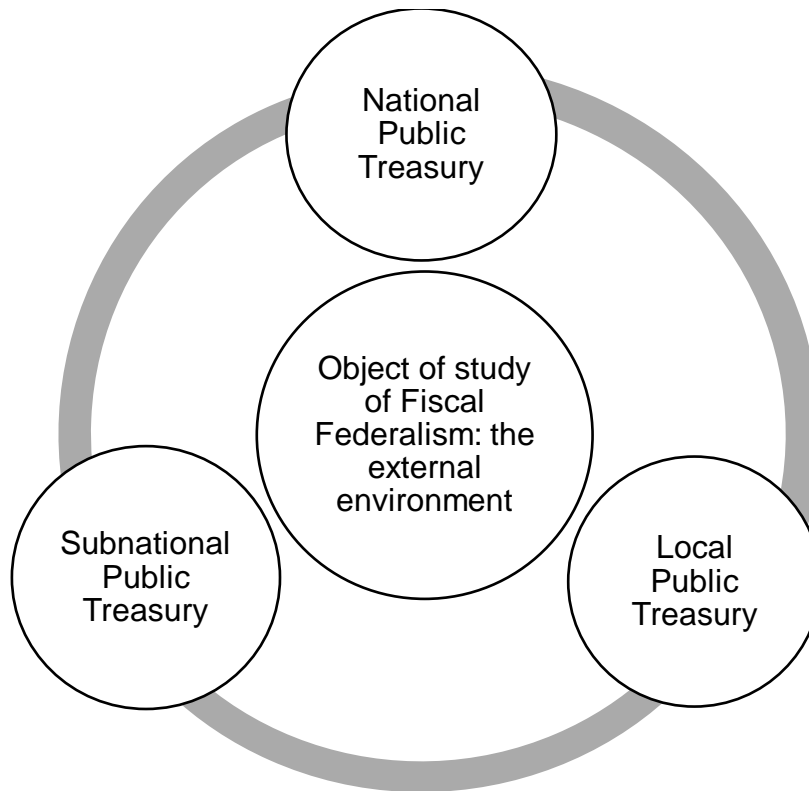 National
Public
Treasury
Object of study
of Fiscal
Federalism: the
external
environment
Subnational
Public
Treasury
Local
Public
Treasury